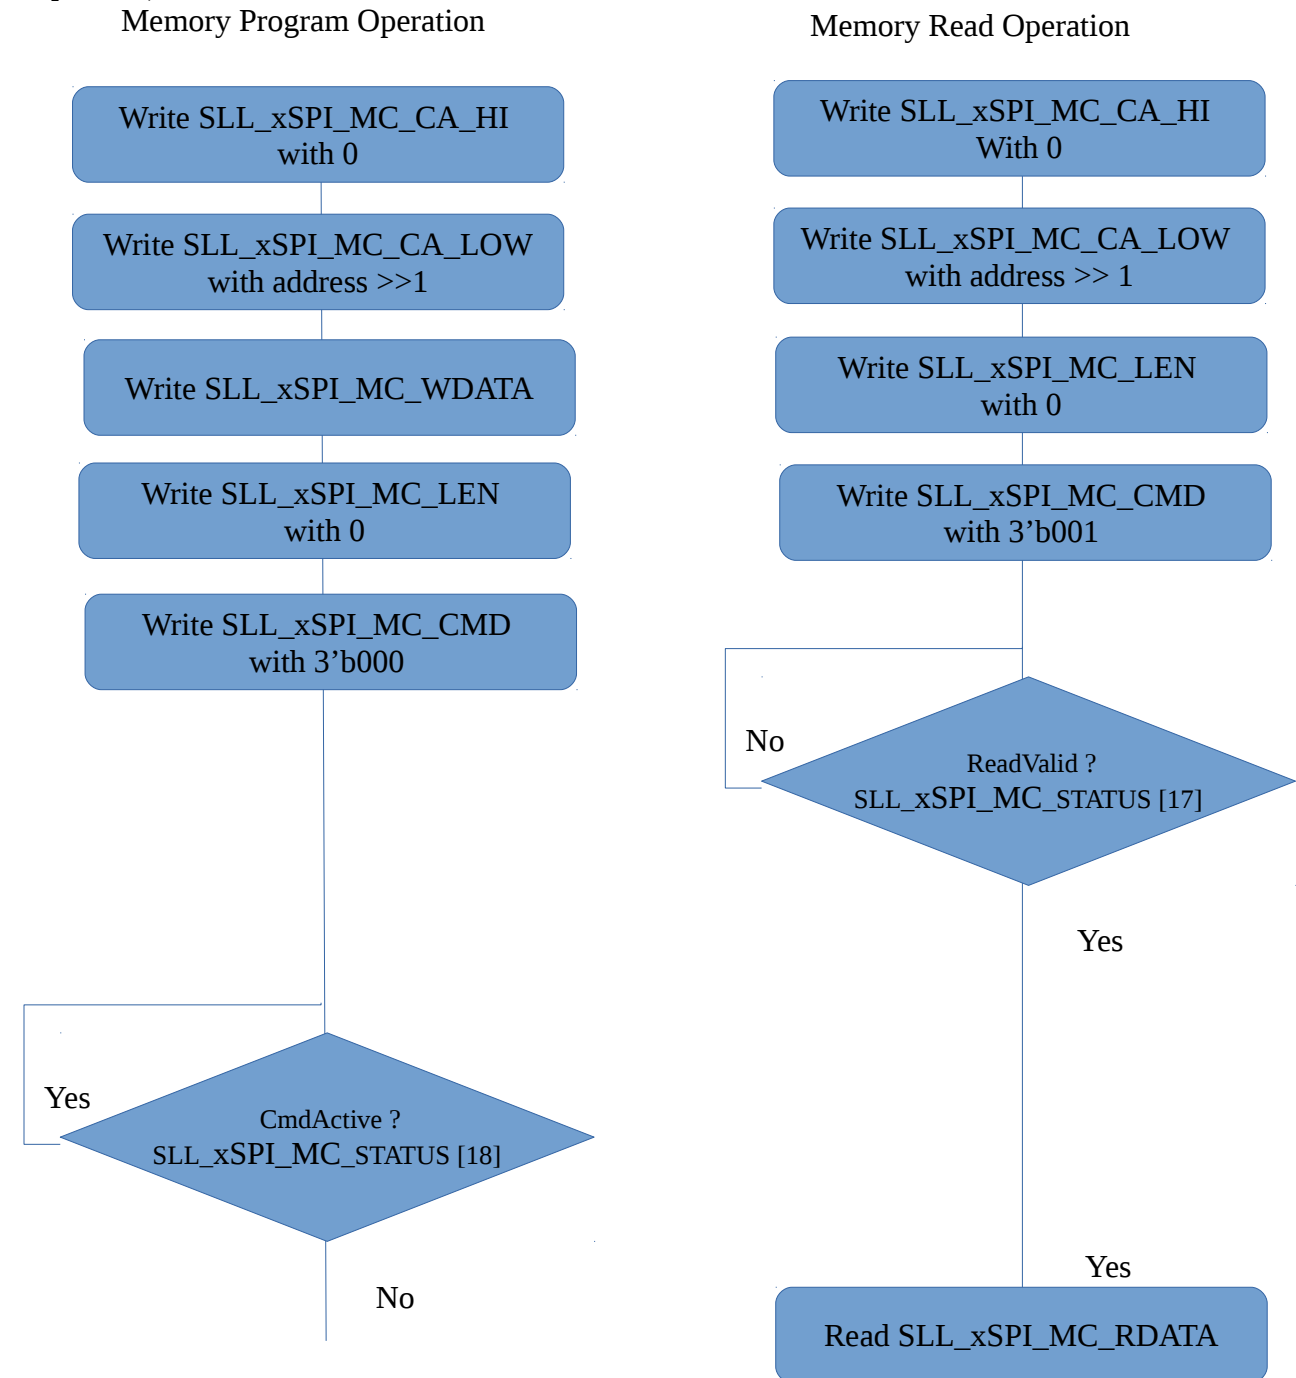 Memory Program Operation
Write SLL_xSPI_MC_CA_HI
with 0
Write SLL_xSPI_MC_CA_LOW
with address >>1
Write SLL_xSPI_MC_WDATA
Write SLL_xSPI_MC_LEN
with 0
Write SLL_xSPI_MC_CMD
with 3’b000
Yes
CmdActive ?
SLL_xSPI_MC_STATUS [18]
No
Memory Read Operation
Write SLL_xSPI_MC_CA_HI
With 0
Write SLL_xSPI_MC_CA_LOW
with address >> 1
Write SLL_xSPI_MC_LEN
with 0
Write SLL_xSPI_MC_CMD
with 3’b001
No
ReadValid ?
SLL_xSPI_MC_STATUS [17]
Yes
Yes
Read SLL_xSPI_MC_RDATA